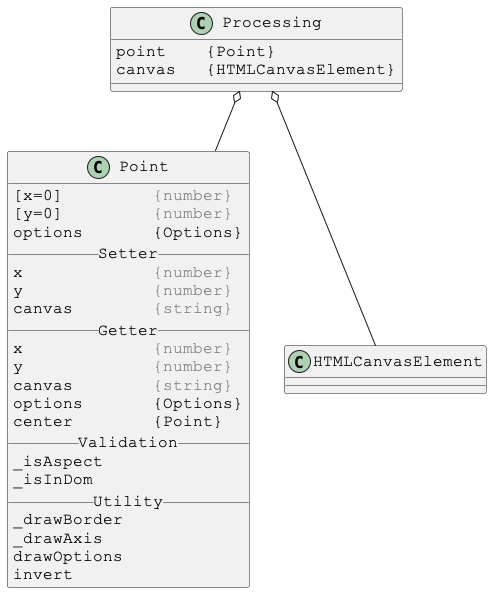 C Processing
point {Point}
canvas {HTMLCanvasElement}
C Point
[x=0] {number}
[y=0] {number}
options {Options}
Setter
x {number}
y {number}
canvas {string}
Getter
x {number}
y {number}
canvas {string}
options {Options}
center {Point}
Validation
_isAspect
_isInDom
Utility
_drawBorder
_drawAxis
drawOptions
invert
C HTMLCanvasElement